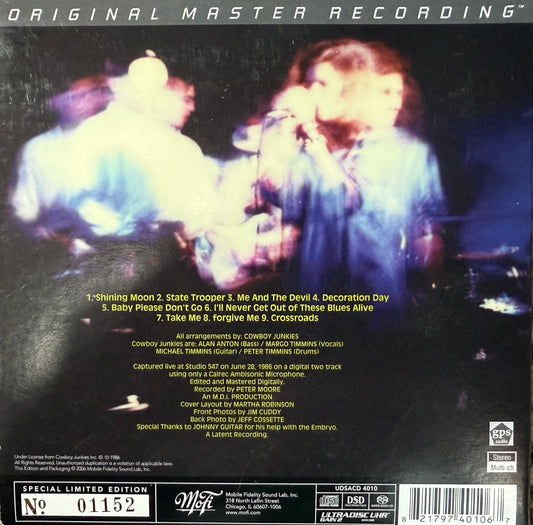 ORIGINAL MASTER RECORDING™
1. Shining Moon 2. State Trooper 3. Me And The Devil 4. Decoration Day
5. Baby Please Don't Go 6. I'll Never Get Out of These Blues Alive
7. Take Me 8. forgive Me 9. Crossroads
All arrangements by: COWBOY JUNKIES
Cowboy Junkies are: ALAN ANTON (Bass) / MARGO TIMMINS (Vocals)
MICHAEL TIMMINS (Guitar) / PETER TIMMINS (Drums)
Captured live at Studio 547 on June 28, 1986 on a digital two track
using only a Calrec Ambisonic Microphone.
Edited and Mastered Digitally.
Recorded by PETER MOORE
An M.D.I. PRODUCTION
Cover Layout by MARTHA ROBINSON
Front Photos by JIM CUDDY
Back Photo by JEFF COSSETTE
Special Thanks to JOHNNY GUITAR for his help with the Embryo.
A Latent Recording.
gps
audio
Under License from Cowboy Junkies Inc. © ℗ 1986
All Rights Reserved. Unauthorized duplication is a violation of applicable laws.
This Edition and Packaging © 2006 Mobile Fidelity Sound Lab, Inc.
Stereo
Multi-ch
SPECIAL LIMITED EDITION
No 01152
MoFi
Mobile Fidelity Sound Lab, Inc.
318 North Laflin Street
Chicago, IL 60607-1006
www.mofi.com
UDSACD 4010
DSD
ULTRADISC UHR™
GAIN 2
21797 40106 7